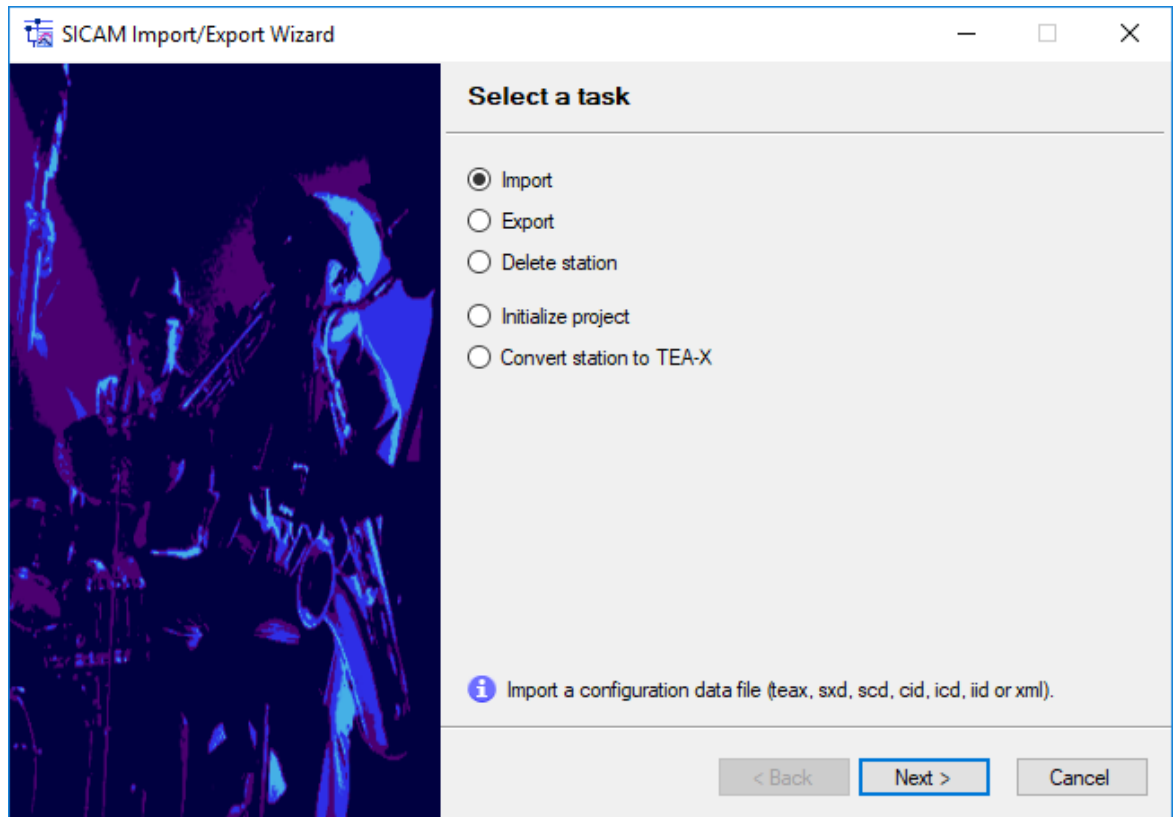 SICAM Import/Export Wizard
Select a task
Import
Export
Delete station
Initialize project
Convert station to TEA-X
Import a configuration data file (teax, sxd, scd, cid, icd, iid or xml).
< Back Next > Cancel